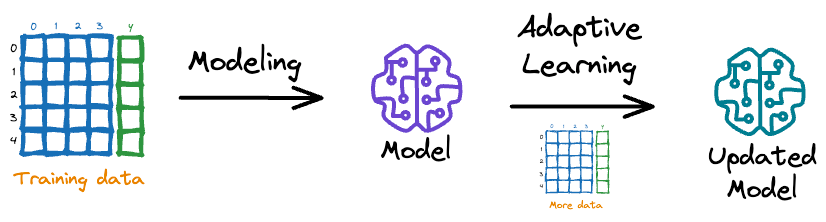 0 1 2 3 y
0
1
2
3
4
Training data
Modeling
Model
Adaptive
Learning
0 1 2 3 y
0
1
2
3
4
More data
Updated
Model